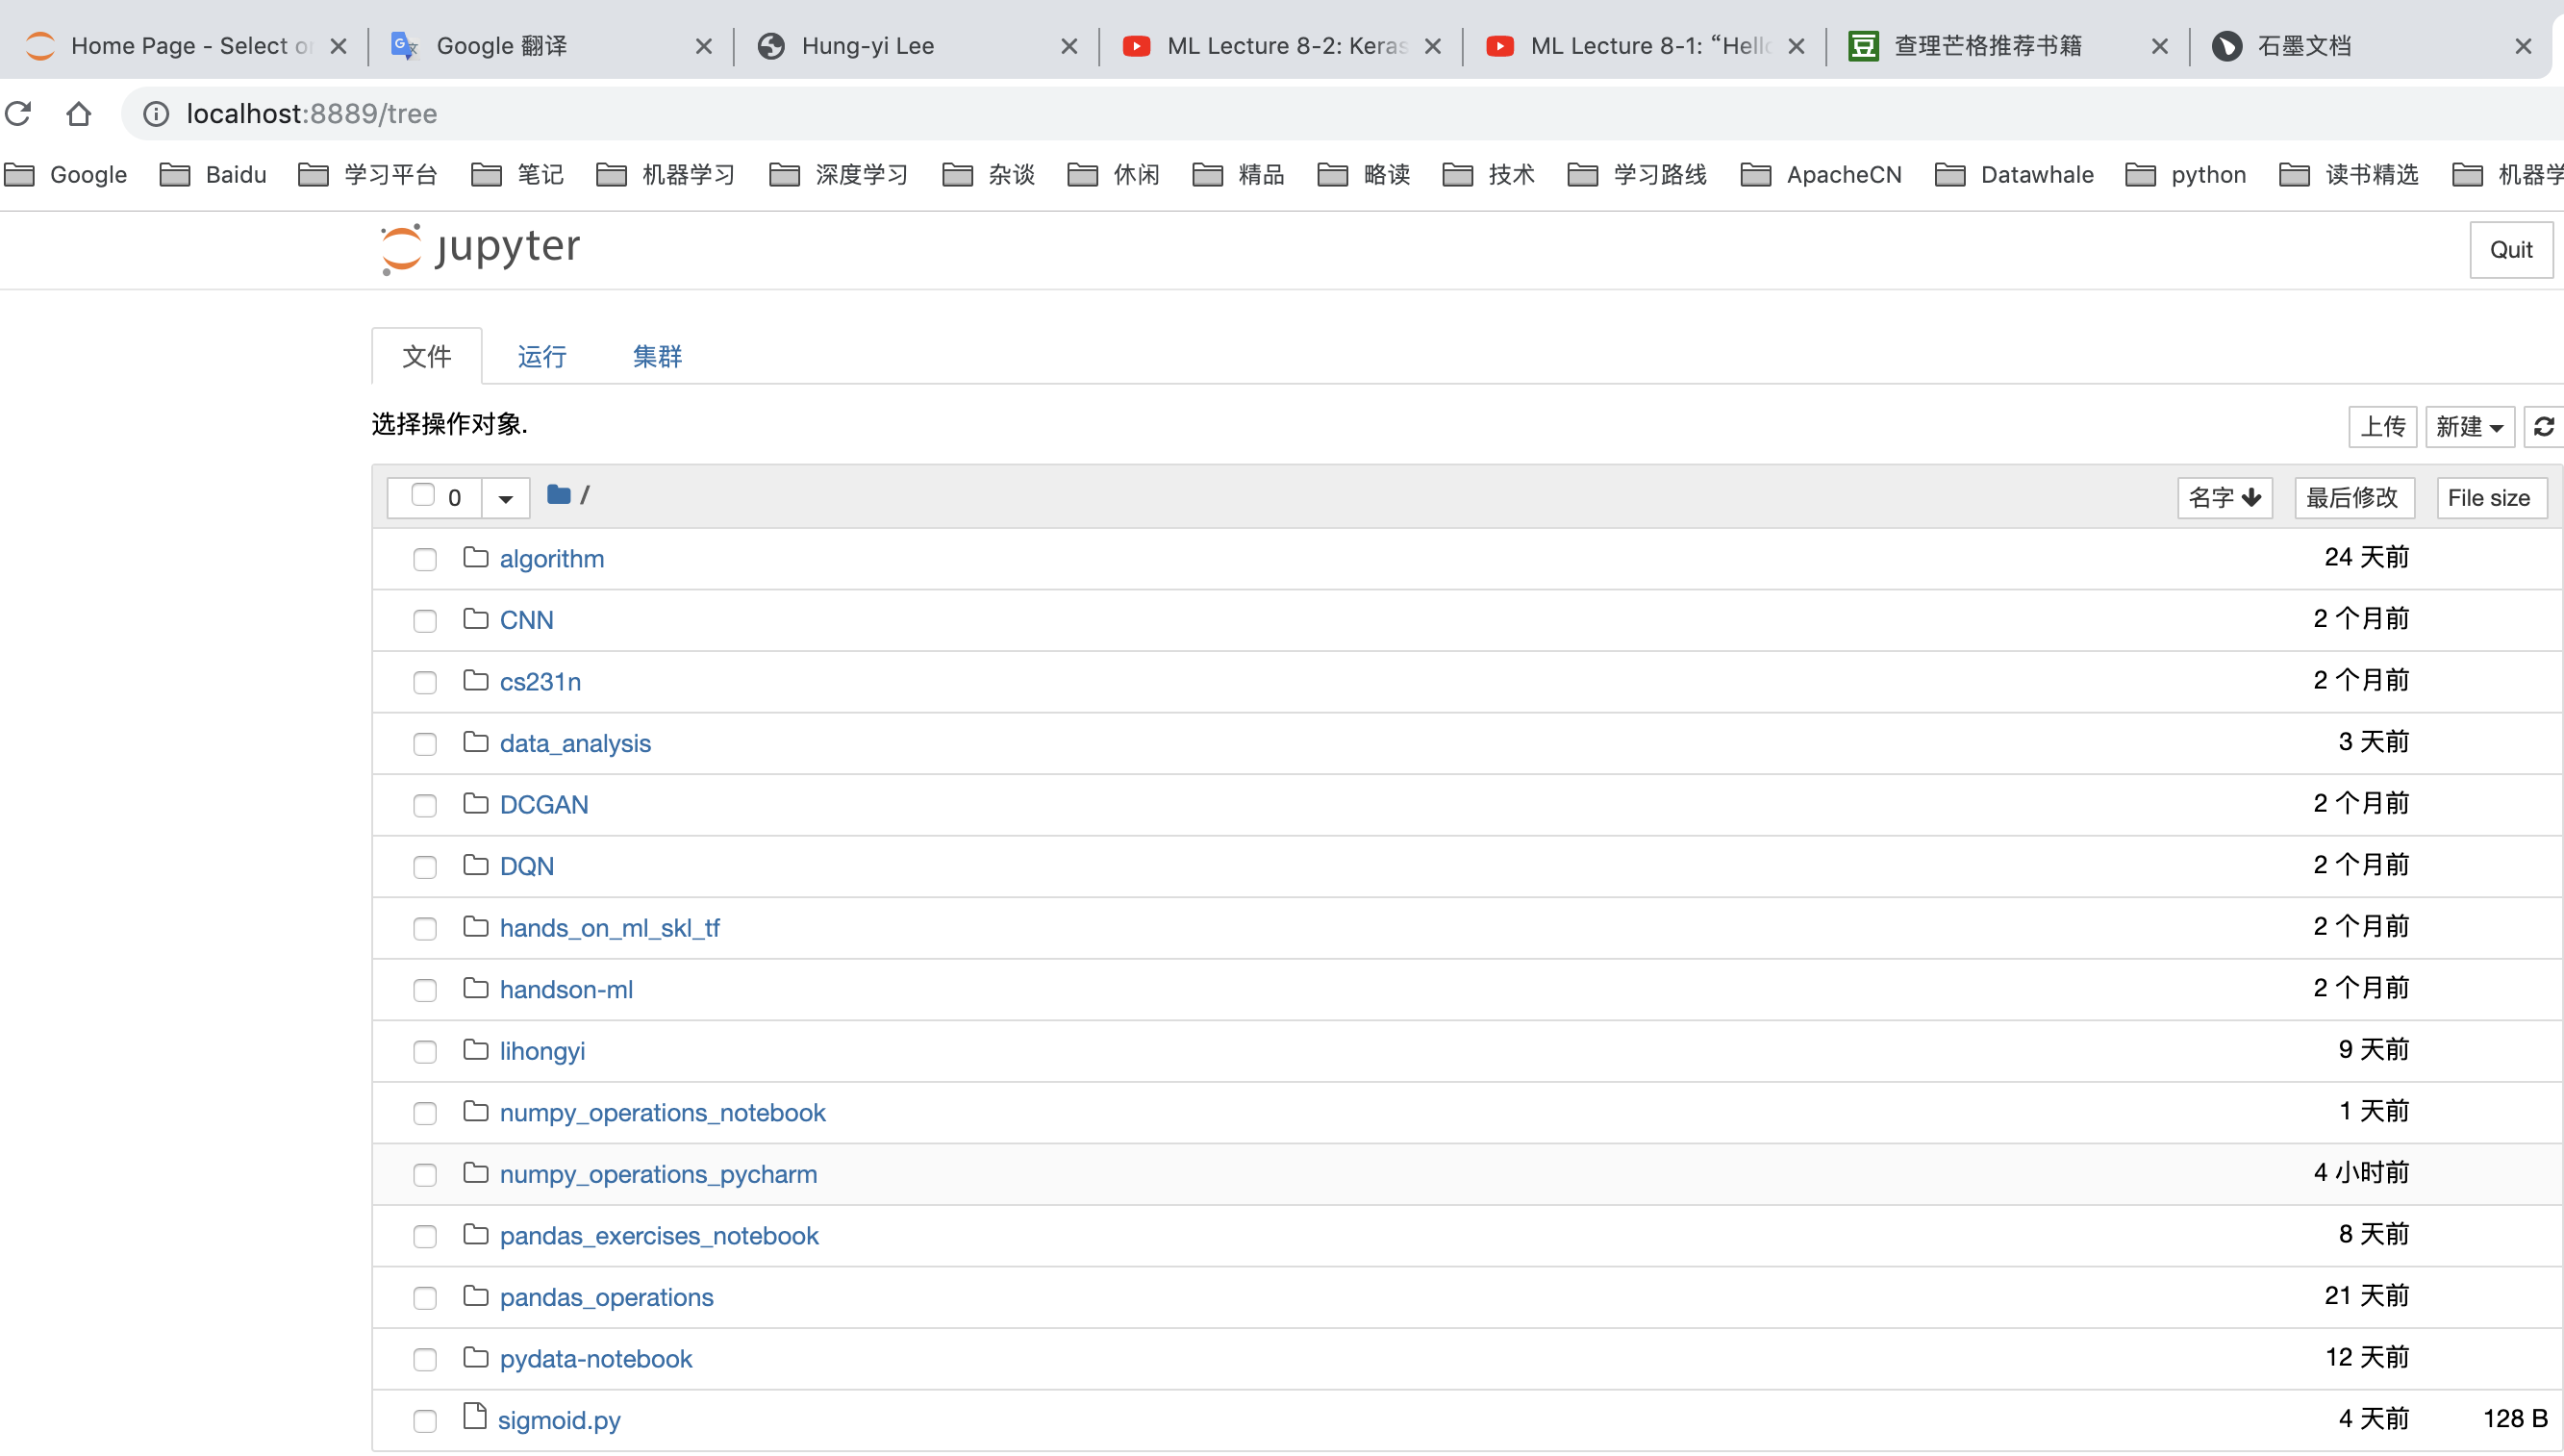 Home Page - Select or Google 翻译 Hung-yi Lee ML Lecture 8-2: Keras ML Lecture 8-1: “Hello 查理芒格推荐书籍 石墨文档
localhost:8889/tree
Google Baidu 学习平台 笔记 机器学习 深度学习 杂谈 休闲 精品 略读 技术 学习路线 ApacheCN Datawhale python 读书精选 机器学
jupyter Quit
文件 运行 集群
选择操作对象. 上传 新建
0 / 名字 最后修改 File size
algorithm 24 天前
CNN 2 个月前
cs231n 2 个月前
data_analysis 3 天前
DCGAN 2 个月前
DQN 2 个月前
hands_on_ml_skl_tf 2 个月前
handson-ml 2 个月前
lihongyi 9 天前
numpy_operations_notebook 1 天前
numpy_operations_pycharm 4 小时前
pandas_exercises_notebook 8 天前
pandas_operations 21 天前
pydata-notebook 12 天前
sigmoid.py 4 天前 128 B